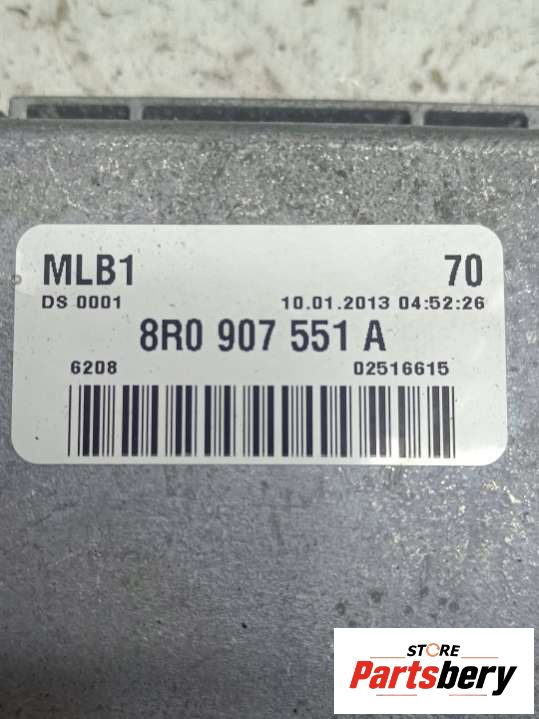 MLB1 70
DS 0001 10.01.2013 04:52:26
8R0 907 551 A
6208 02516615
STORE
Partsbery